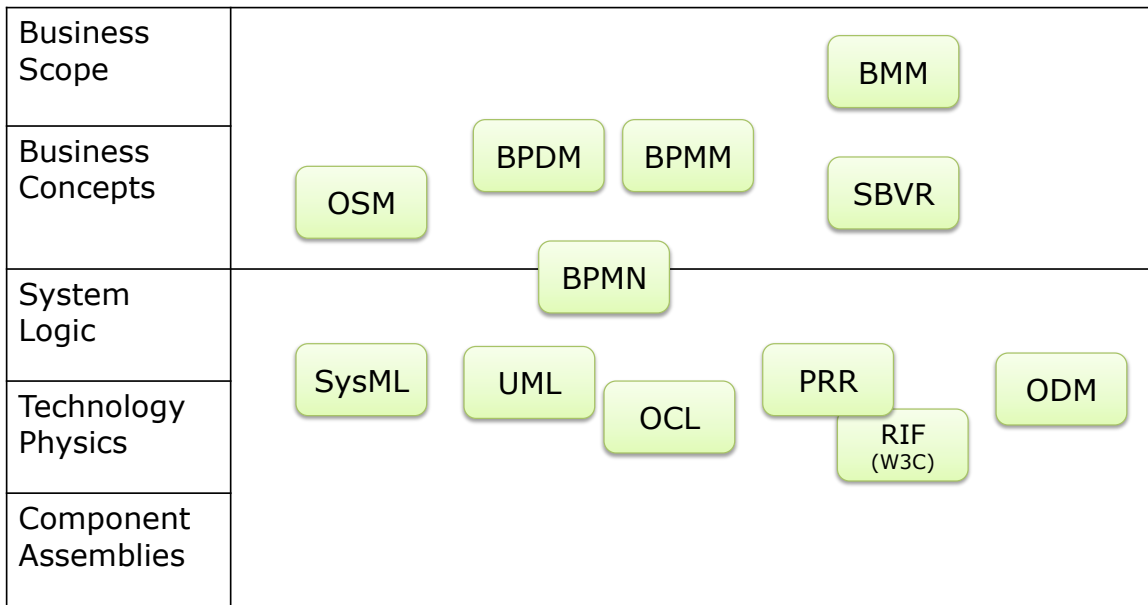 Business
Scope
BMM
Business
Concepts
BPDM
BPMM
OSM
SBVR
BPMN
System
Logic
SysML
UML
PRR
ODM
Technology
Physics
OCL
RIF
(W3C)
Component
Assemblies